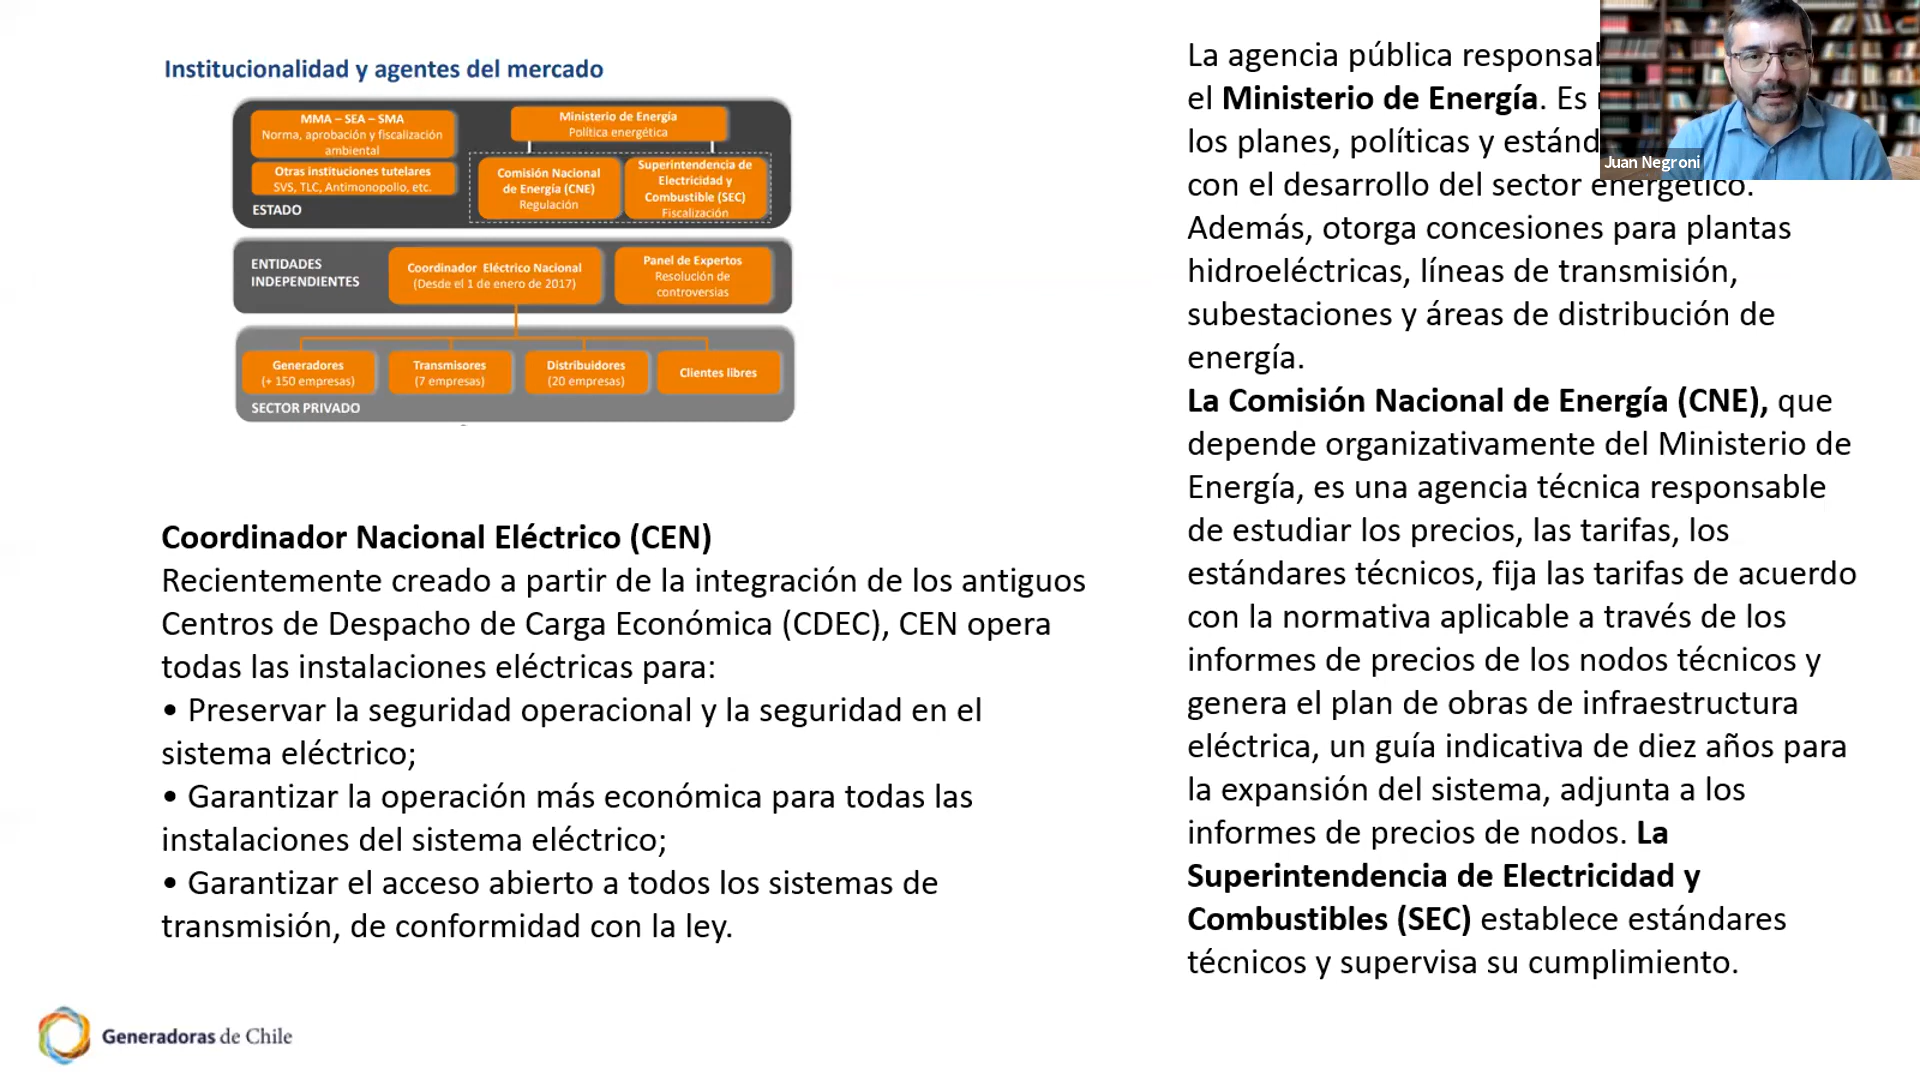 Institucionalidad y agentes del mercado
MMA – SEA – SMA
Norma, aprobación y fiscalización
ambiental
Otras instituciones tutelares
SVS, TLC, Antimonopolio, etc.
ESTADO
Ministerio de Energía
Política energética
Comisión Nacional
de Energía (CNE)
Regulación
Superintendencia de
Electricidad y
Combustible (SEC)
Fiscalización
ENTIDADES
INDEPENDIENTES
Coordinador Eléctrico Nacional
(Desde el 1 de enero de 2017)
Panel de Expertos
Resolución de
controversias
Generadores
(+ 150 empresas)
Transmisores
(7 empresas)
Distribuidores
(20 empresas)
Clientes libres
SECTOR PRIVADO
Coordinador Nacional Eléctrico (CEN)
Recientemente creado a partir de la integración de los antiguos
Centros de Despacho de Carga Económica (CDEC), CEN opera
todas las instalaciones eléctricas para:
• Preservar la seguridad operacional y la seguridad en el
sistema eléctrico;
• Garantizar la operación más económica para todas las
instalaciones del sistema eléctrico;
• Garantizar el acceso abierto a todos los sistemas de
transmisión, de conformidad con la ley.
La agencia pública
el Ministerio de Energía. Es
los planes, políticas y
con el desarrollo del sector energético.
Además, otorga concesiones para plantas
hidroeléctricas, líneas de transmisión,
subestaciones y áreas de distribución de
energía.
La Comisión Nacional de Energía (CNE), que
depende organizativamente del Ministerio de
Energía, es una agencia técnica responsable
de estudiar los precios, las tarifas, los
estándares técnicos, fija las tarifas de acuerdo
con la normativa aplicable a través de los
informes de precios de los nodos técnicos y
genera el plan de obras de infraestructura
eléctrica, un guía indicativa de diez años para
la expansión del sistema, adjunta a los
informes de precios de nodos. La
Superintendencia de Electricidad y
Combustibles (SEC) establece estándares
técnicos y supervisa su cumplimiento.
Juan Negroni
Generadoras de Chile